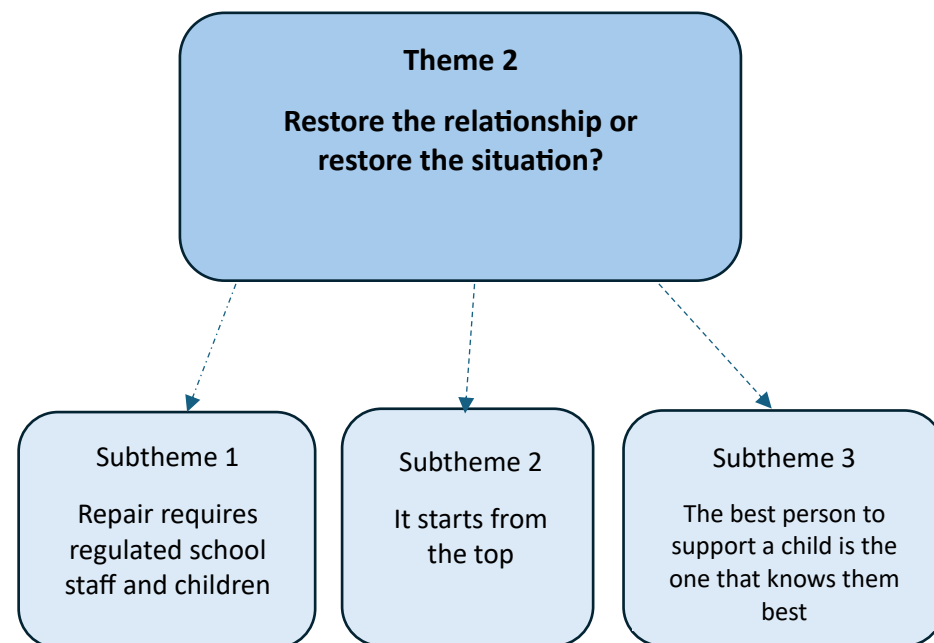 Theme 2
Restore the relationship or
restore the situation?
Subtheme 1
Repair requires
regulated school
staff and children
Subtheme 2
It starts from
the top
Subtheme 3
The best person to
support a child is the
one that knows them
best